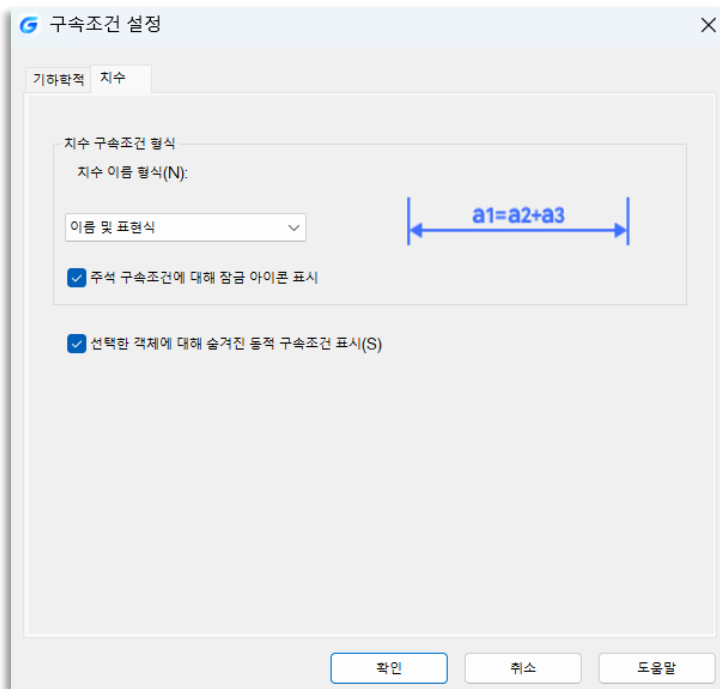 구속조건 설정
기하학적 치수
치수 구속조건 형식
치수 이름 형식(N):
이름 및 표현식
a1=a2+a3
주석 구속조건에 대해 잠금 아이콘 표시
선택한 객체에 대해 숨겨진 동적 구속조건 표시(S)
확인 취소 도움말